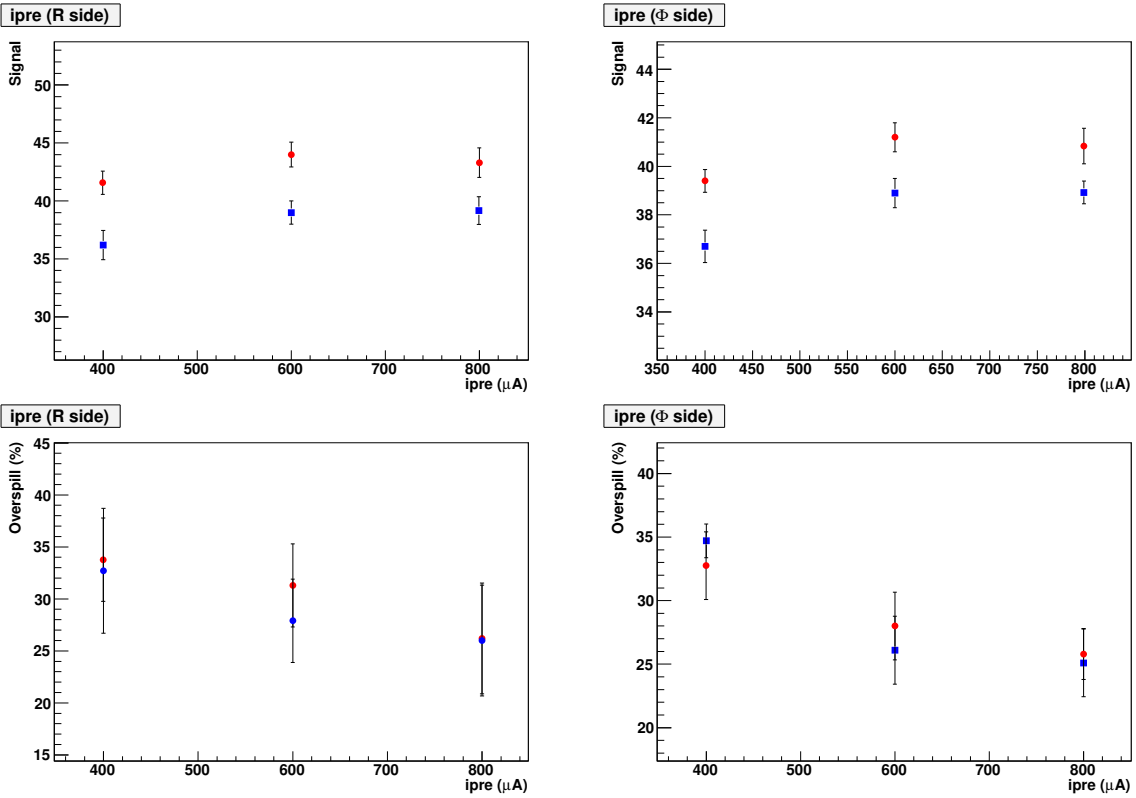 ipre (R side)
Signal
50
45
40
35
30
400 500 600 700 800
ipre (μA)
ipre (Φ side)
Signal
44
42
40
38
36
34
350 400 450 500 550 600 650 700 750 800 850
ipre (μA)
ipre (R side)
Overspill (%)
45
40
35
30
25
20
15
400 500 600 700 800
ipre (μA)
ipre (Φ side)
Overspill (%)
40
35
30
25
20
400 500 600 700 800
ipre (μA)